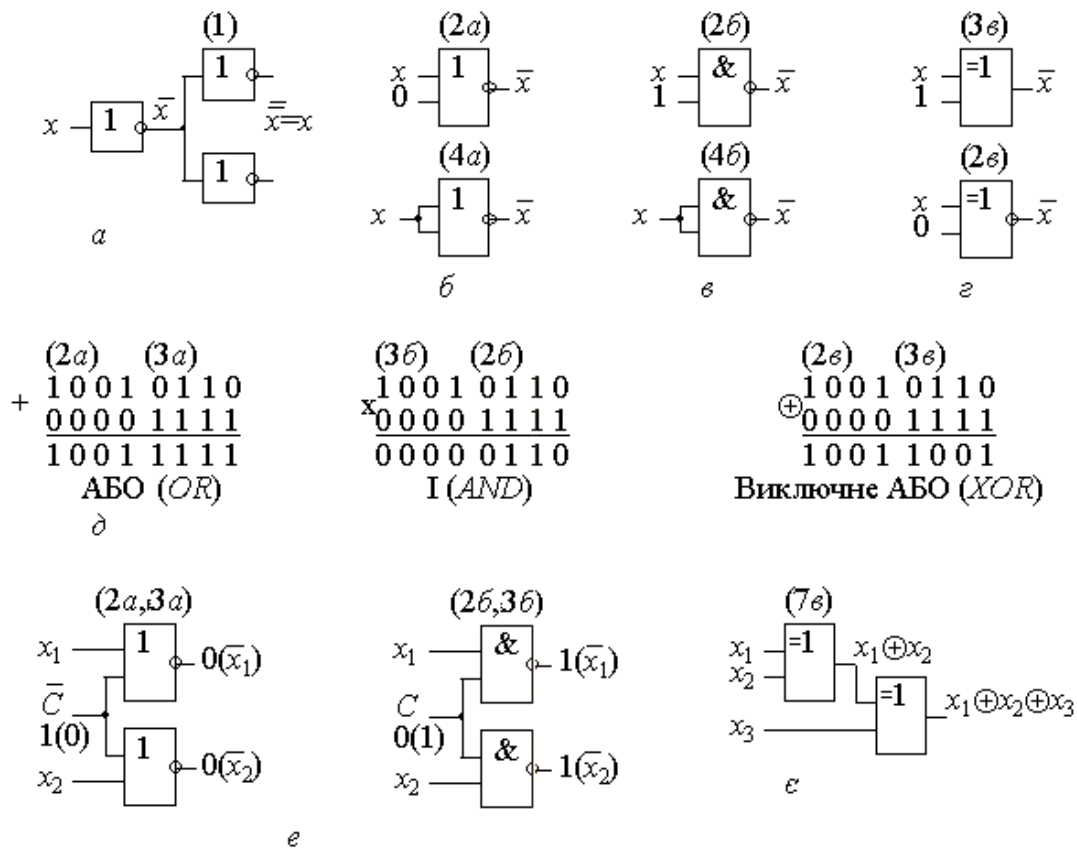 (1)
1
x 1 x̄ x̿=x
1
а
(2а)
x 1 x̄
0
(4а)
x 1 x̄
б
(2б)
x & x̄
1
(4б)
x & x̄
в
(3в)
x =1 x̄
1
(2в)
x =1 x̄
0
г
(2а) (3а)
1 0 0 1 0 1 1 0
+
0 0 0 0 1 1 1 1
1 0 0 1 1 1 1 1
АБО (OR)
(3б) (2б)
1 0 0 1 0 1 1 0
x
0 0 0 0 1 1 1 1
0 0 0 0 0 1 1 0
І (AND)
(2в) (3в)
1 0 0 1 0 1 1 0
⊕
0 0 0 0 1 1 1 1
1 0 0 1 1 0 0 1
Виключне АБО (XOR)
д
(2а,3а)
x₁ 1 0(x̄₁)
C̄
1(0)
1 0(x̄₂)
x₂
(2б,3б)
x₁ & 1(x̄₁)
C
0(1)
& 1(x̄₂)
x₂
е
(7в)
x₁ =1 x₁⊕x₂
x₂
=1 x₁⊕x₂⊕x₃
x₃
є